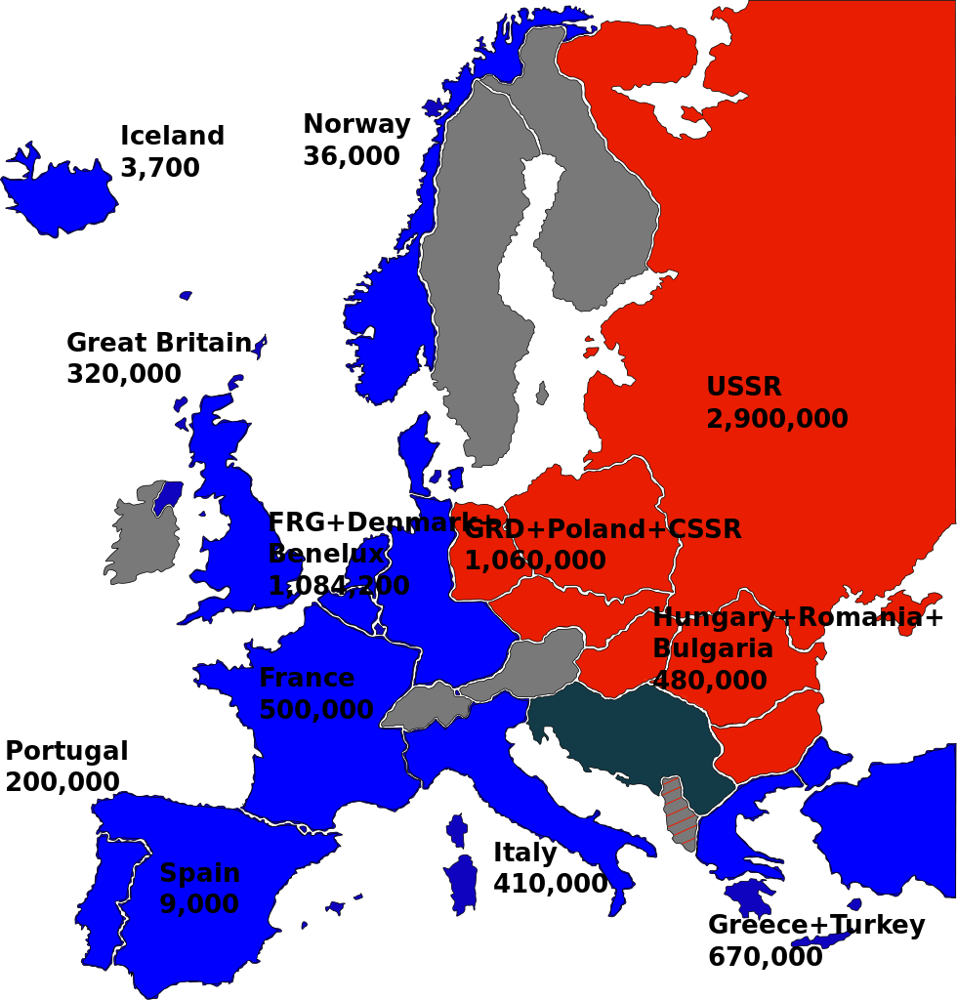 Iceland
3,700
Norway
36,000
Great Britain
320,000
USSR
2,900,000
FRG+Denmark+
Benelux
1,084,200
GRD+Poland+CSSR
1,060,000
Hungary+Romania+
Bulgaria
480,000
France
500,000
Portugal
200,000
Spain
9,000
Italy
410,000
Greece+Turkey
670,000